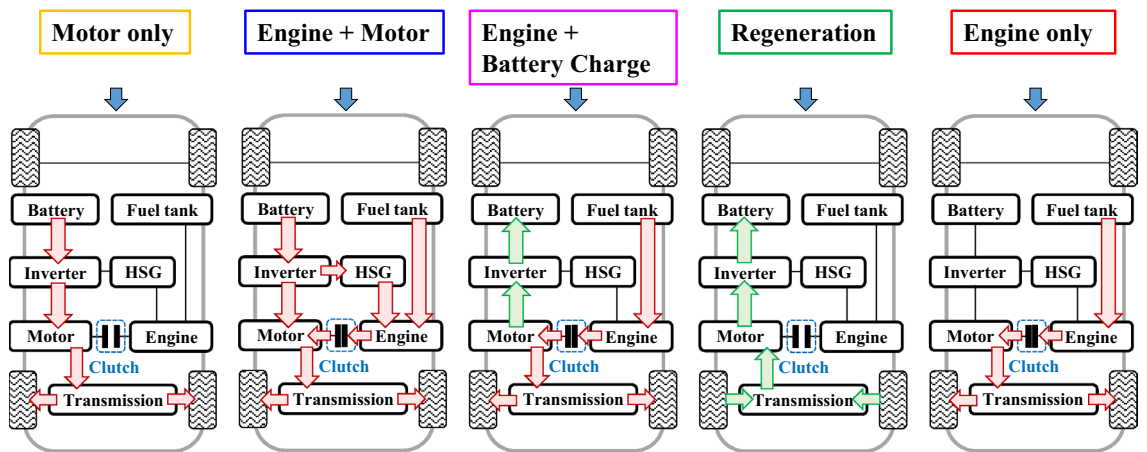 Motor only
Engine + Motor
Engine +
Battery Charge
Regeneration
Engine only
Battery
Fuel tank
Inverter
HSG
Motor
Engine
Clutch
Transmission
Battery
Fuel tank
Inverter
HSG
Motor
Engine
Clutch
Transmission
Battery
Fuel tank
Inverter
HSG
Motor
Engine
Clutch
Transmission
Battery
Fuel tank
Inverter
HSG
Motor
Engine
Clutch
Transmission
Battery
Fuel tank
Inverter
HSG
Motor
Engine
Clutch
Transmission